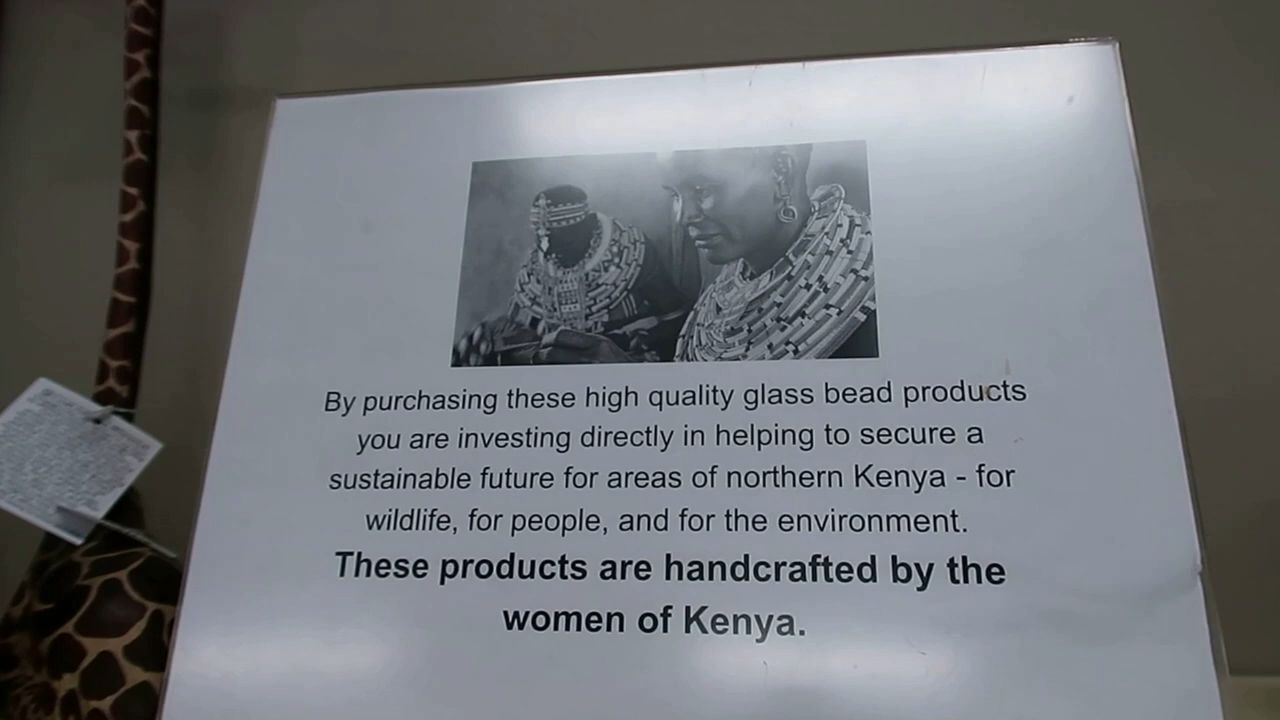 By purchasing these high quality glass bead products
you are investing directly in helping to secure a
sustainable future for areas of northern Kenya - for
wildlife, for people, and for the environment.
These products are handcrafted by the
women of Kenya.